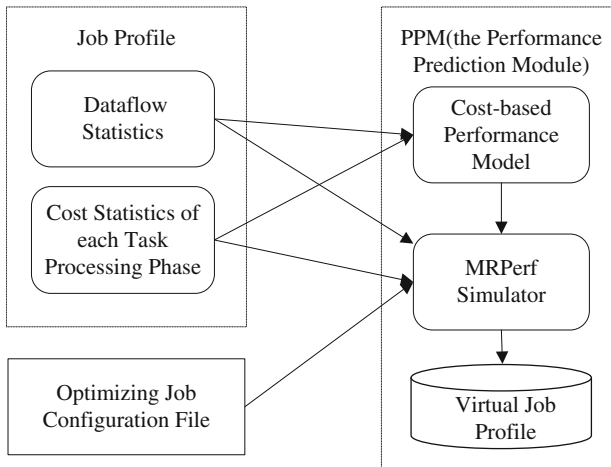 Job Profile
Dataflow
Statistics
Cost Statistics of
each Task
Processing Phase
Optimizing Job
Configuration File
PPM(the Performance
Prediction Module)
Cost-based
Performance
Model
MRPerf
Simulator
Virtual Job
Profile